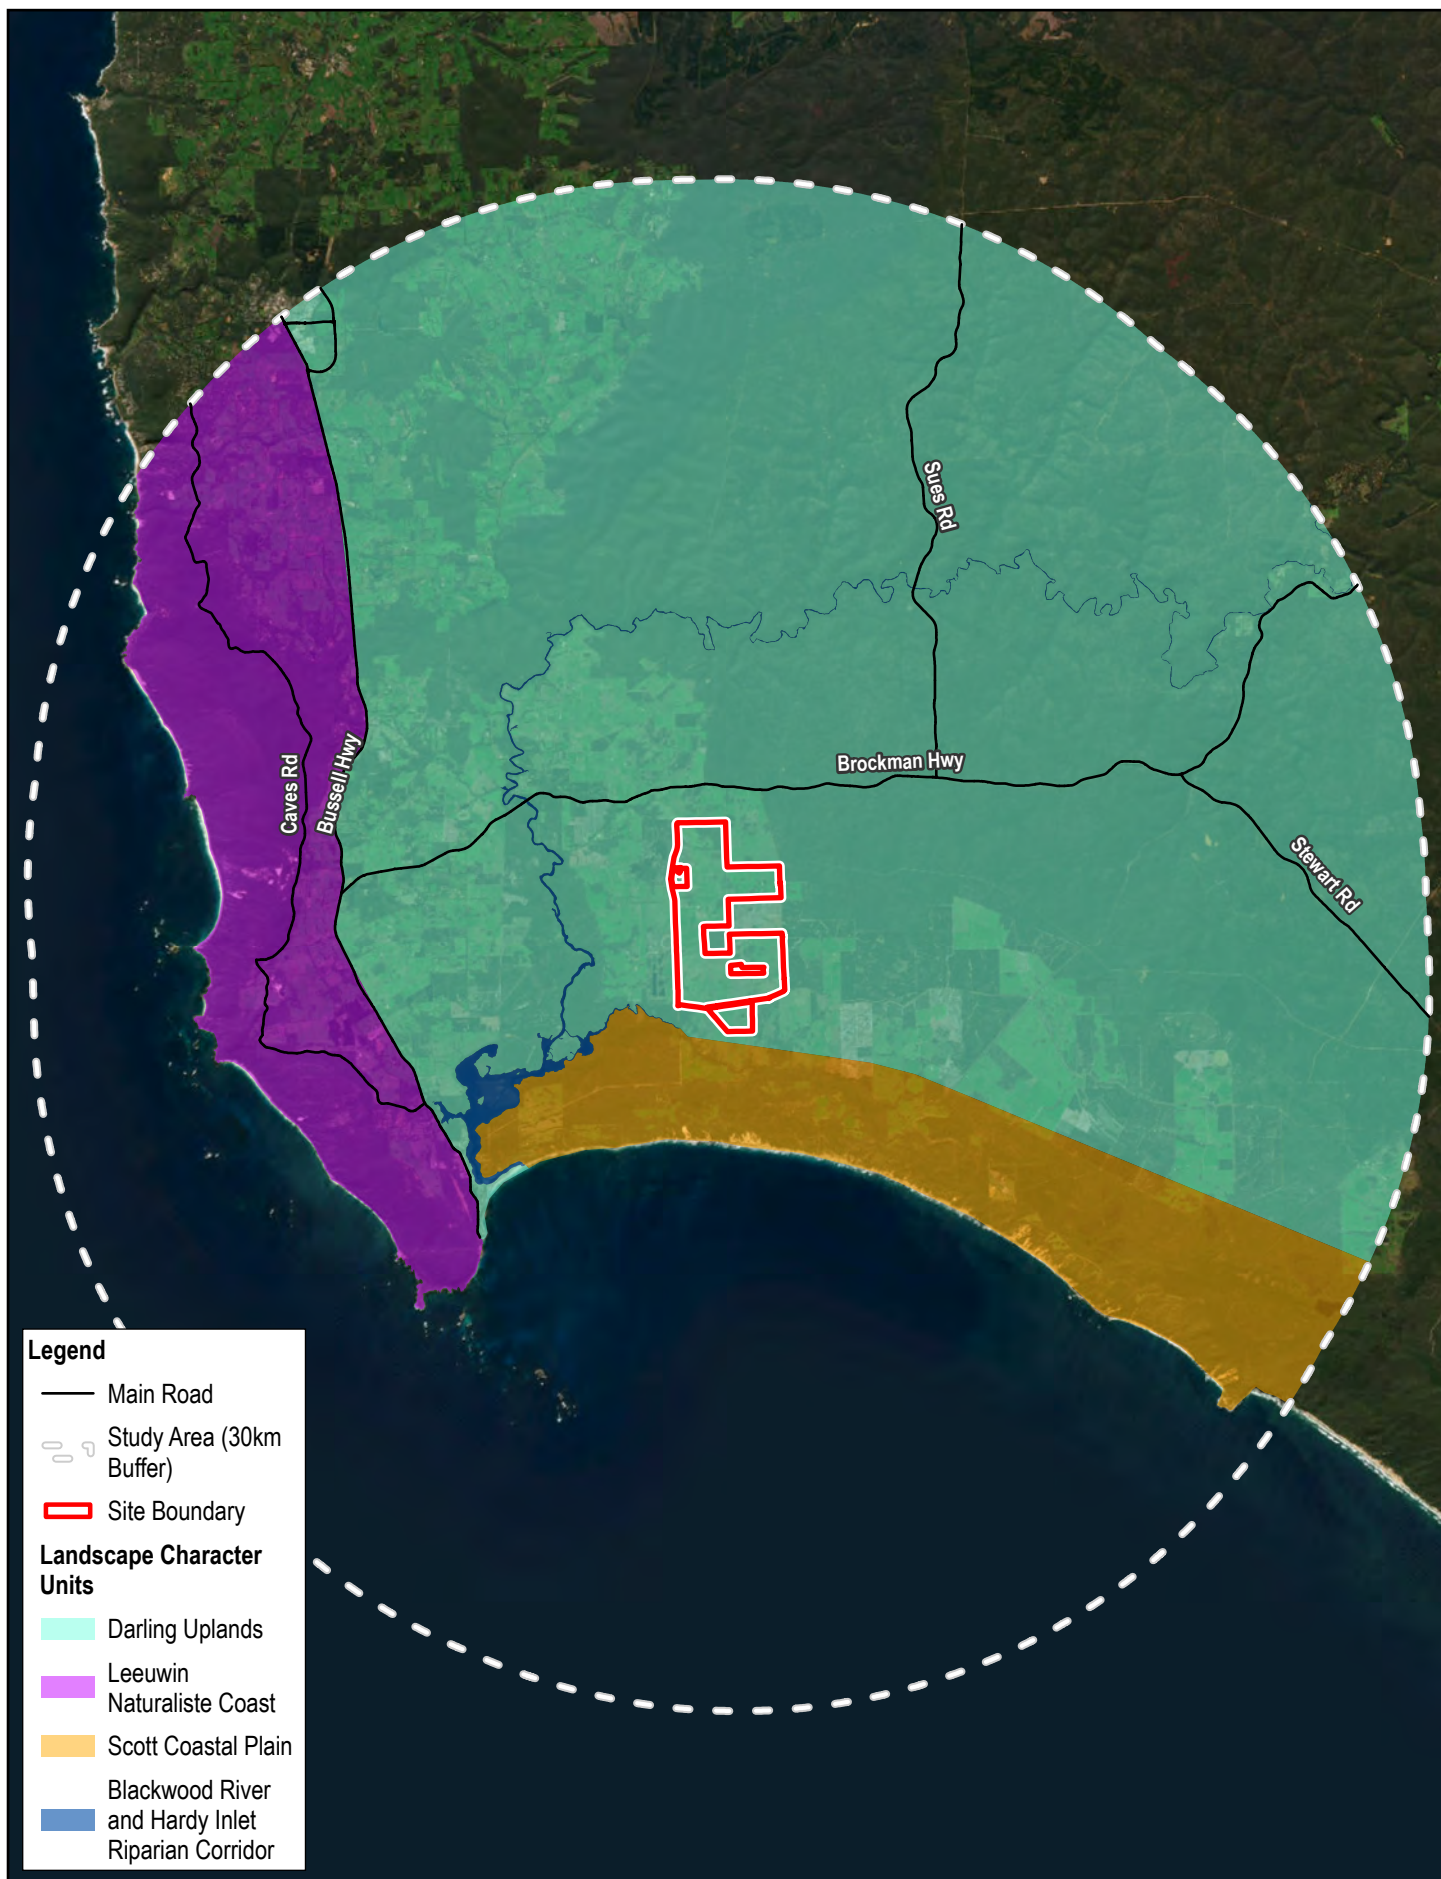 Sues Rd
Brockman Hwy
Caves Rd
Bussell Hwy
Stewart Rd
Legend
Main Road
Study Area (30km
Buffer)
Site Boundary
Landscape Character
Units
Darling Uplands
Leeuwin
Naturaliste Coast
Scott Coastal Plain
Blackwood River
and Hardy Inlet
Riparian Corridor